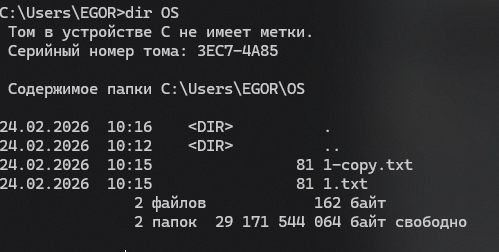 C:\Users\EGOR>dir OS
Том в устройстве C не имеет метки.
Серийный номер тома: 3EC7-4A85
Содержимое папки C:\Users\EGOR\OS
24.02.2026 10:16 <DIR> .
24.02.2026 10:12 <DIR> ..
24.02.2026 10:15 81 1-copy.txt
24.02.2026 10:15 81 1.txt
2 файлов 162 байт
2 папок 29 171 544 064 байт свободно